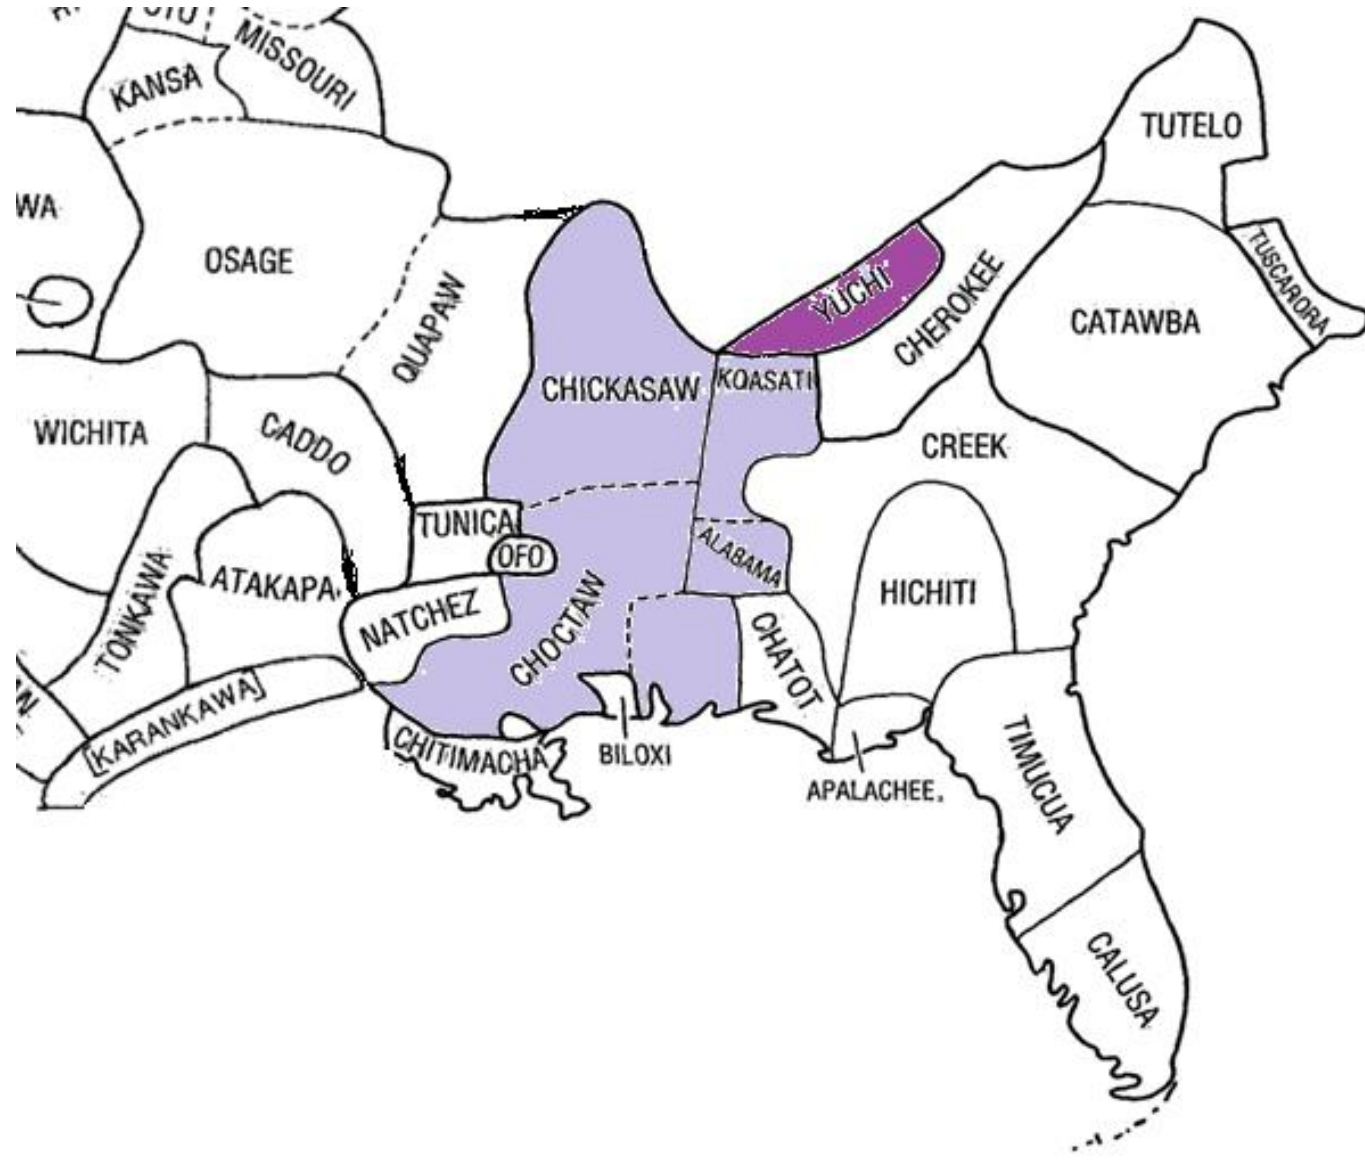 MISSOURI
KANSA
TUTELO
WA
OSAGE
TUSCARORA
YUCHI
QUAPAW
CHEROKEE
CATAWBA
CHICKASAW
KOASATI
WICHITA
CADDO
CREEK
TUNICA
OFO
ALABAMA
TONKAWA
ATAKAPA.
NATCHEZ
CHOCTAW
HICHITI
CHATOT
KARANKAWA
CHITIMACHA
BILOXI
APALACHEE.
TIMUCUA
CALUSA